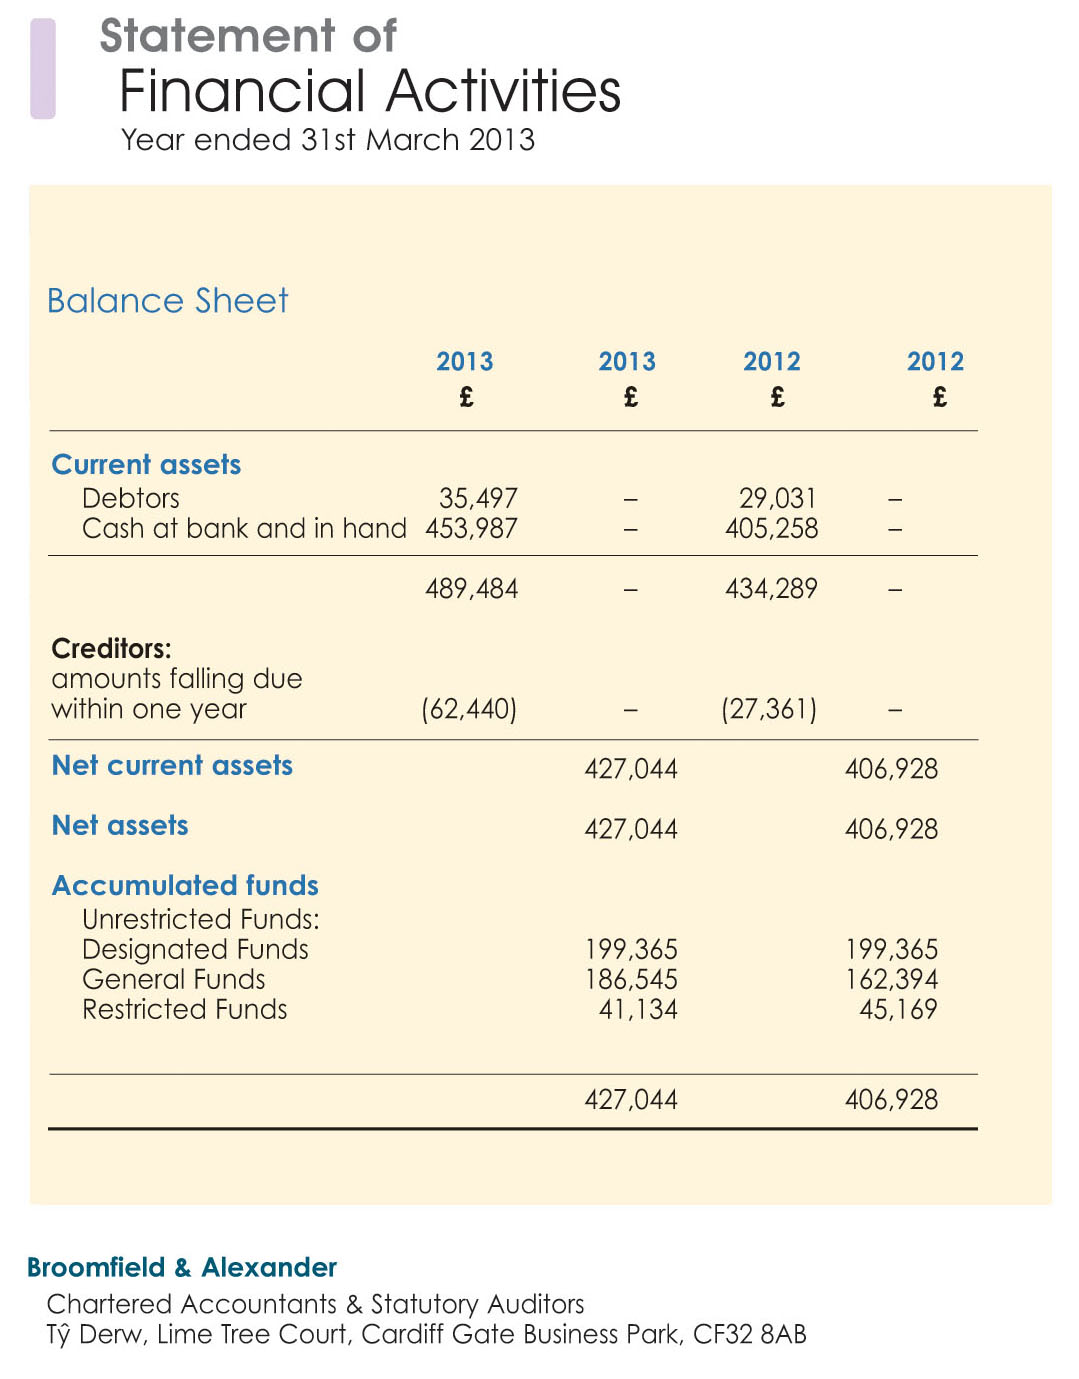 Statement of
Financial Activities
Year ended 31st March 2013
Balance Sheet
2013 2013 2012 2012
£ £ £ £
Current assets
Debtors 35,497 – 29,031 –
Cash at bank and in hand 453,987 – 405,258 –
489,484 – 434,289 –
Creditors:
amounts falling due
within one year (62,440) – (27,361) –
Net current assets 427,044 406,928
Net assets 427,044 406,928
Accumulated funds
Unrestricted Funds:
Designated Funds 199,365 199,365
General Funds 186,545 162,394
Restricted Funds 41,134 45,169
427,044 406,928
Broomfield & Alexander
Chartered Accountants & Statutory Auditors
Tŷ Derw, Lime Tree Court, Cardiff Gate Business Park, CF32 8AB